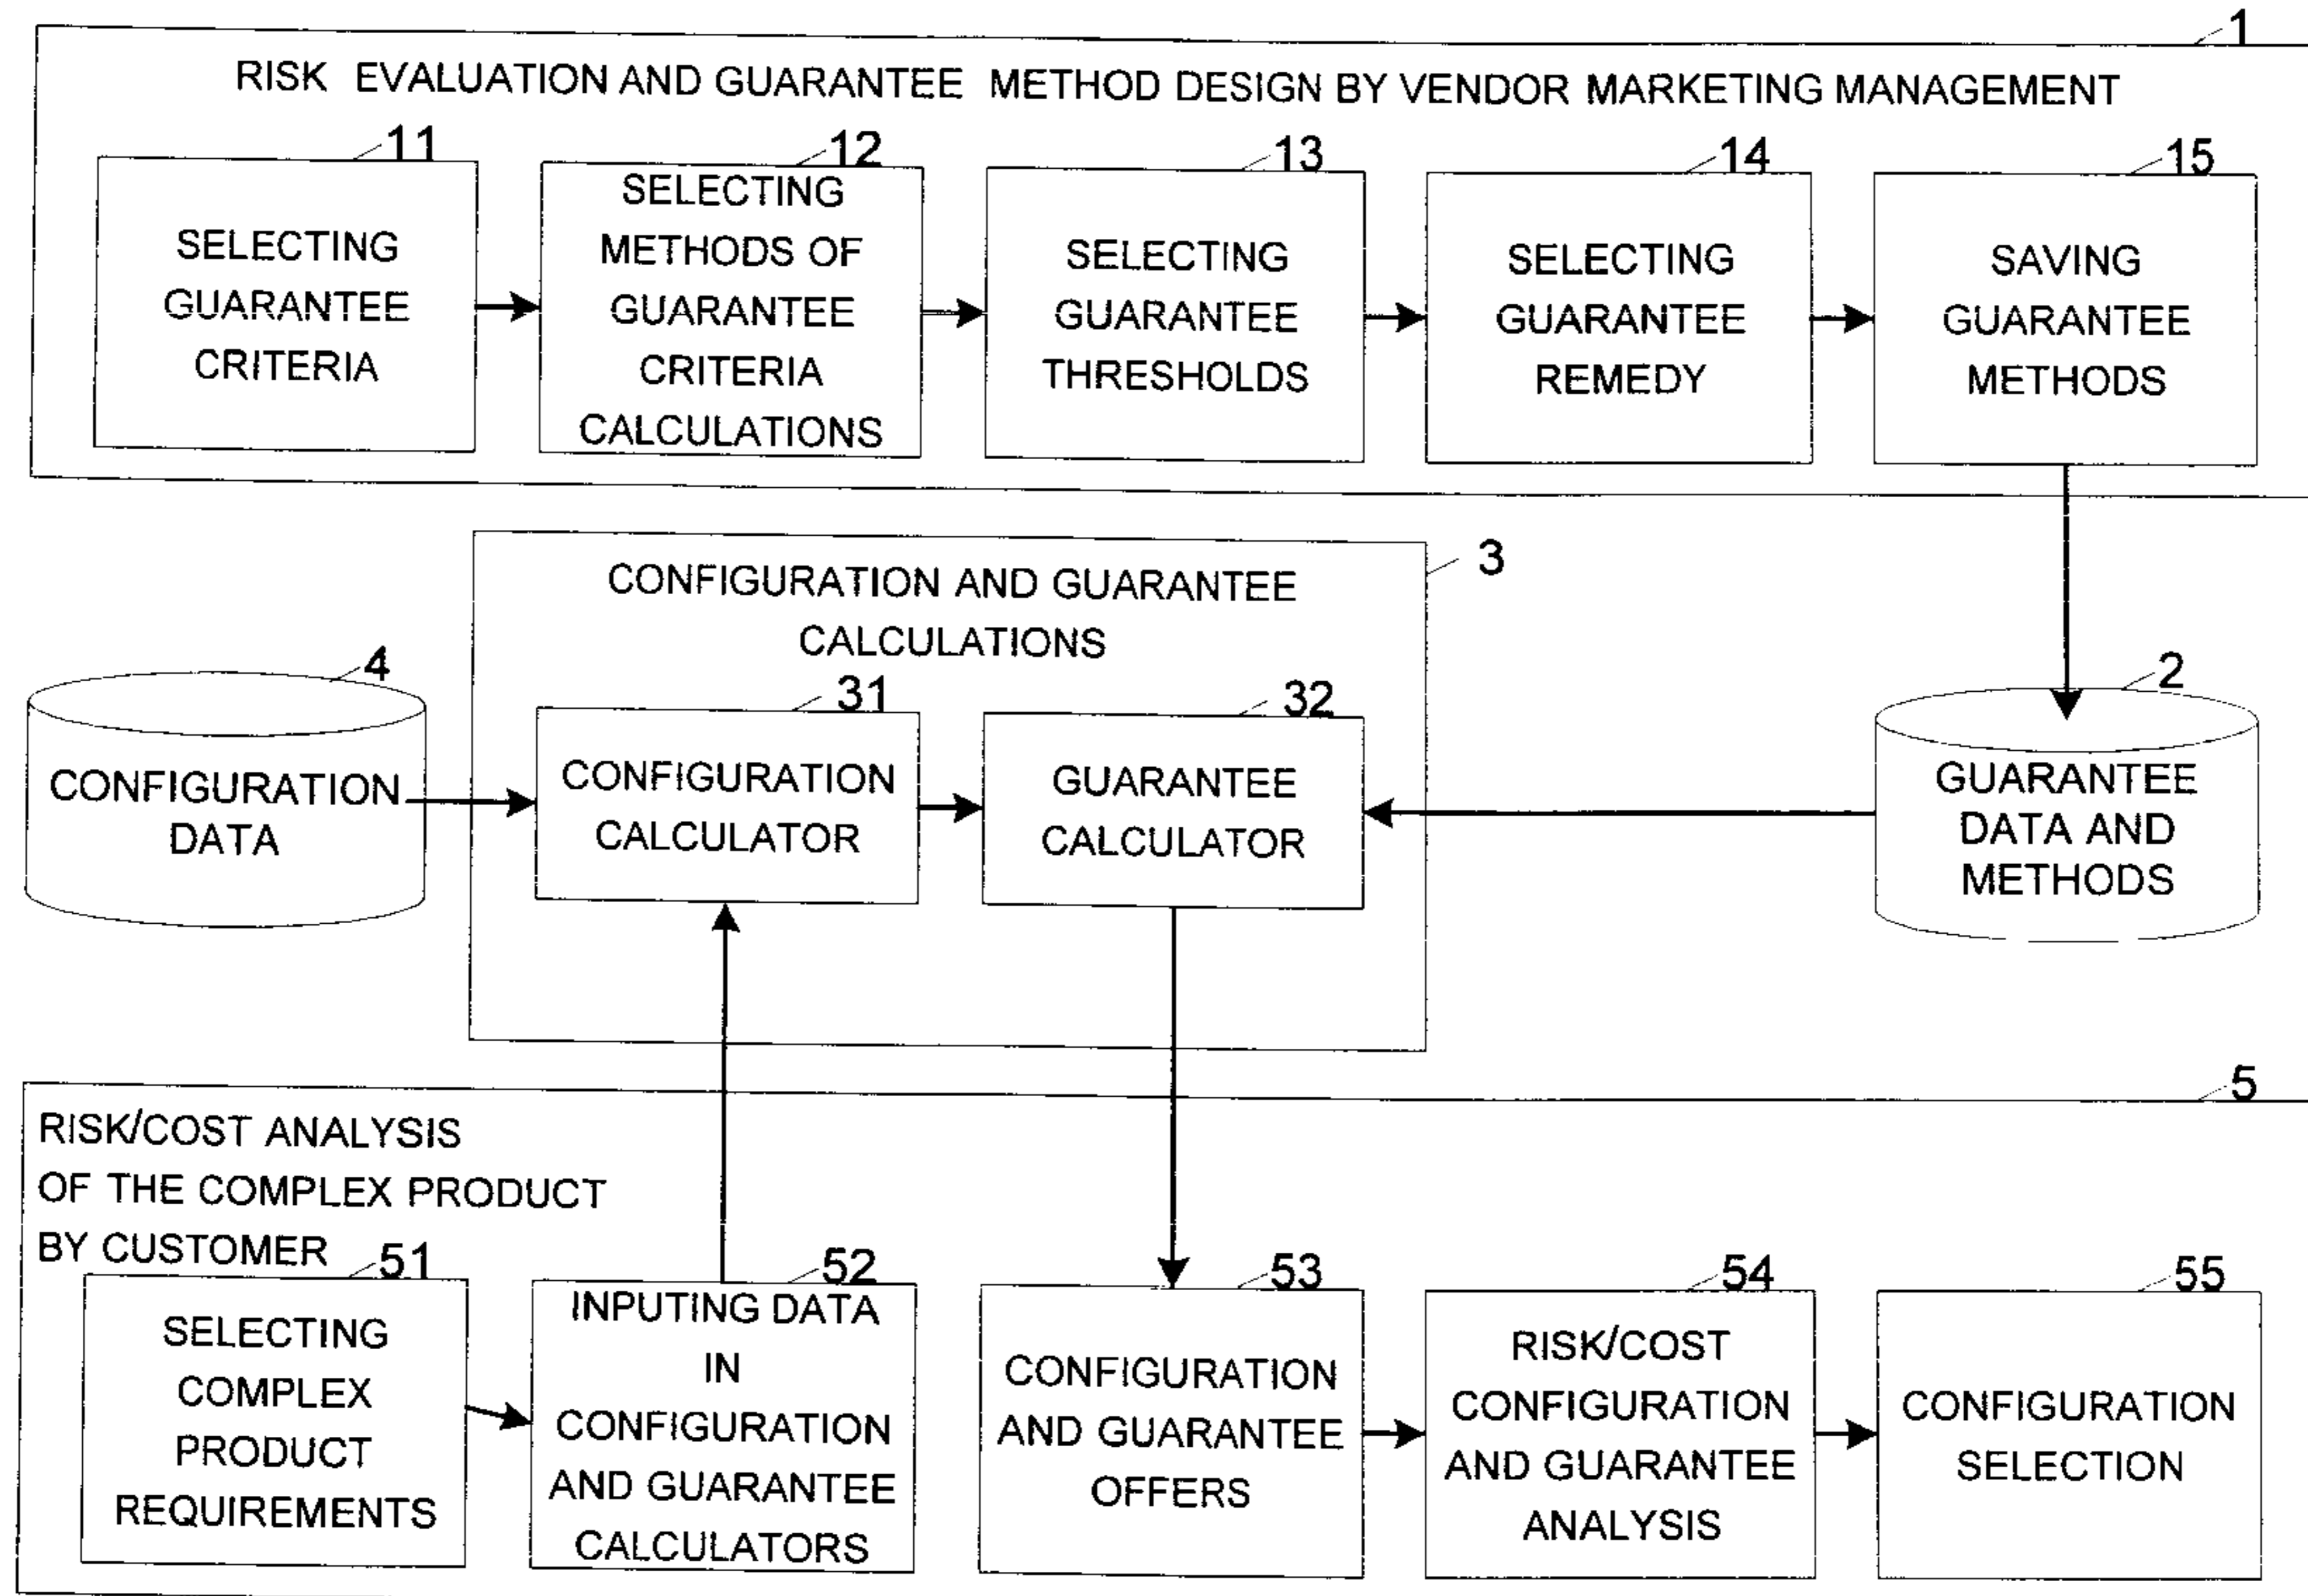 1
RISK EVALUATION AND GUARANTEE METHOD DESIGN BY VENDOR MARKETING MANAGEMENT
11
SELECTING
GUARANTEE
CRITERIA
12
SELECTING
METHODS OF
GUARANTEE
CRITERIA
CALCULATIONS
13
SELECTING
GUARANTEE
THRESHOLDS
14
SELECTING
GUARANTEE
REMEDY
15
SAVING
GUARANTEE
METHODS
3
CONFIGURATION AND GUARANTEE
CALCULATIONS
4
CONFIGURATION
DATA
31
CONFIGURATION
CALCULATOR
32
GUARANTEE
CALCULATOR
2
GUARANTEE
DATA AND
METHODS
5
RISK/COST ANALYSIS
OF THE COMPLEX PRODUCT
BY CUSTOMER
51
SELECTING
COMPLEX
PRODUCT
REQUIREMENTS
52
INPUTING DATA
IN
CONFIGURATION
AND GUARANTEE
CALCULATORS
53
CONFIGURATION
AND GUARANTEE
OFFERS
54
RISK/COST
CONFIGURATION
AND GUARANTEE
ANALYSIS
55
CONFIGURATION
SELECTION